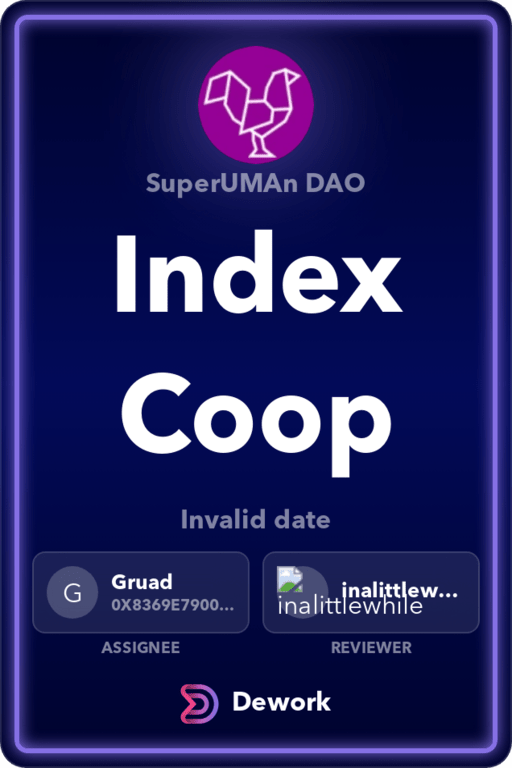 SuperUMAn DAO
Index
Coop
Invalid date
G
Gruad
0X8369E7900...
inalittlew...
inalittlewhile
ASSIGNEE
REVIEWER
Dework